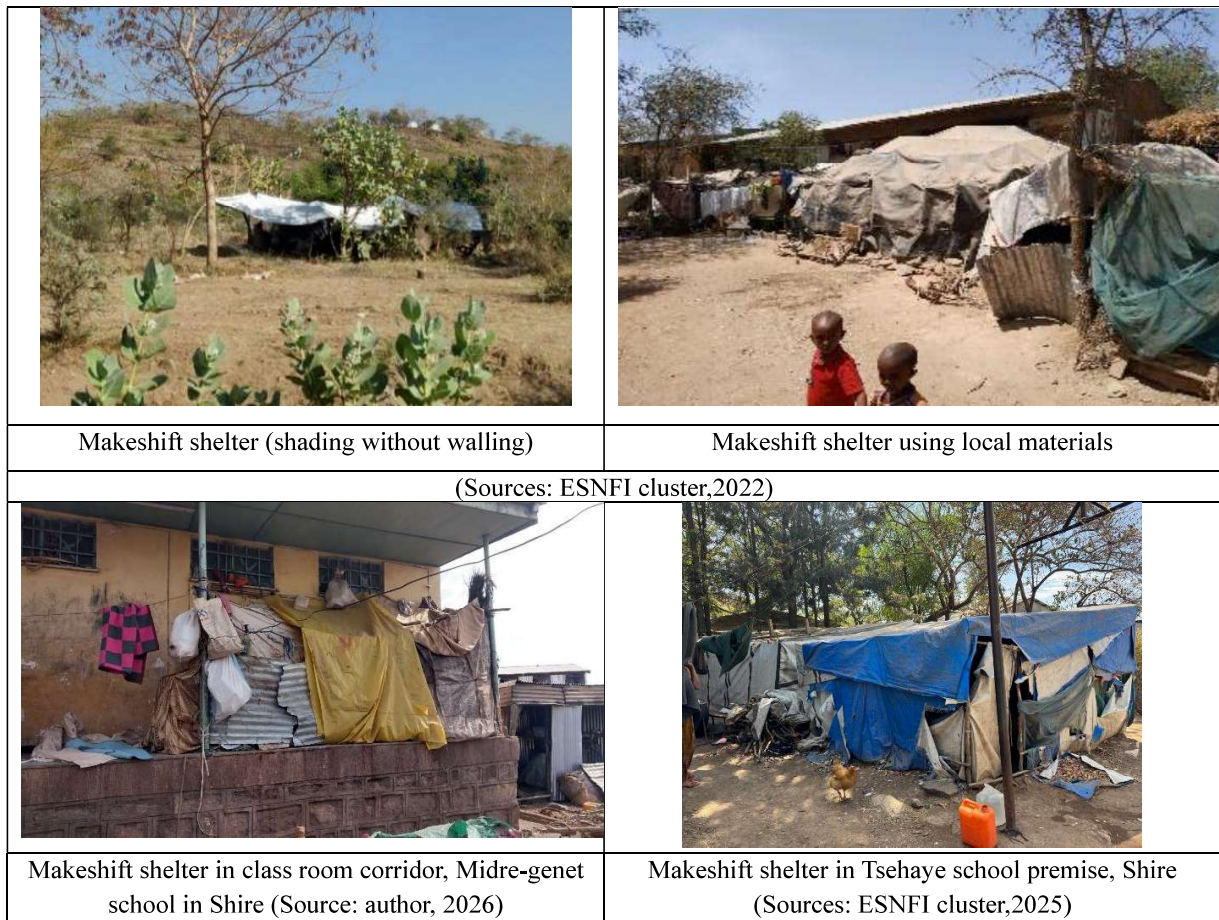 Makeshift shelter (shading without walling)
Makeshift shelter using local materials
(Sources: ESNFI cluster,2022)
Makeshift shelter in class room corridor, Midre-genet
school in Shire (Source: author, 2026)
Makeshift shelter in Tsehaye school premise, Shire
(Sources: ESNFI cluster,2025)